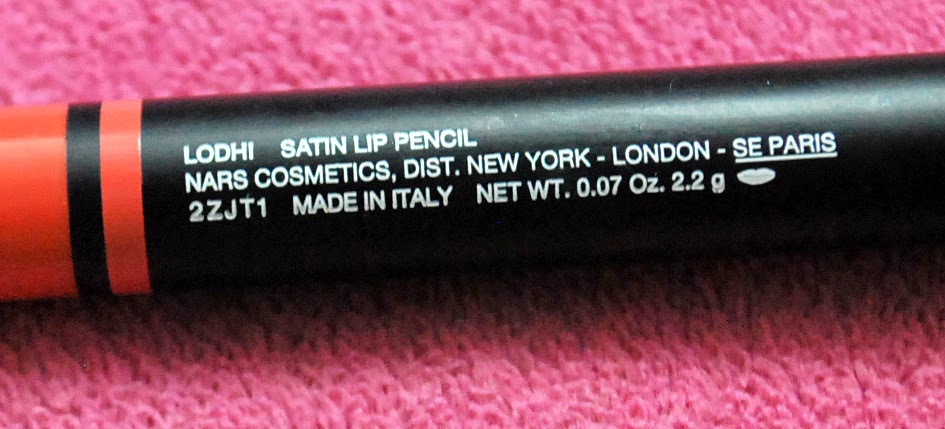 LODHI SATIN LIP PENCIL
NARS COSMETICS, DIST. NEW YORK - LONDON - SE PARIS
2ZJT1 MADE IN ITALY NET WT. 0.07 Oz. 2.2 g